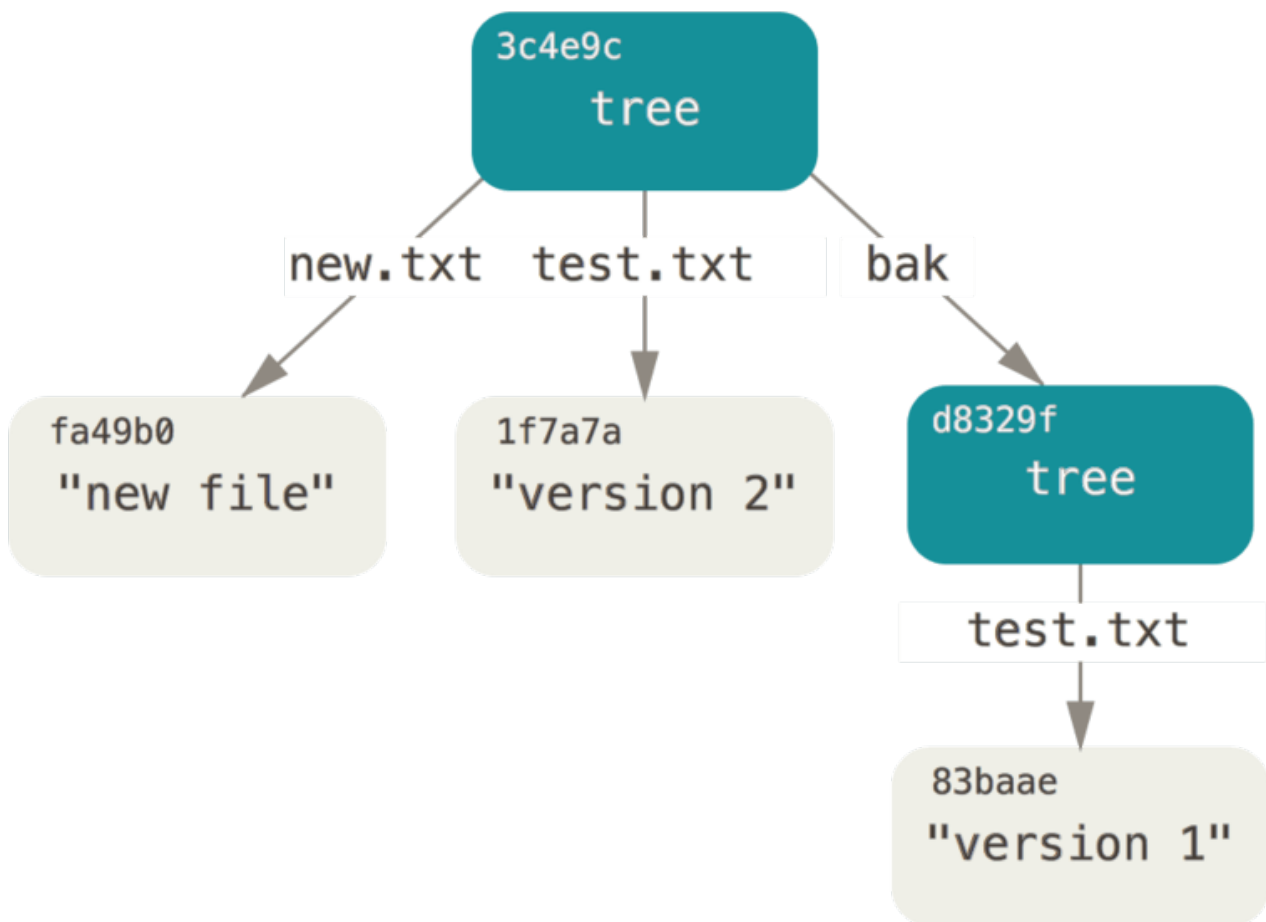 3c4e9c
tree
new.txt test.txt bak
fa49b0
"new file"
1f7a7a
"version 2"
d8329f
tree
test.txt
83baae
"version 1"